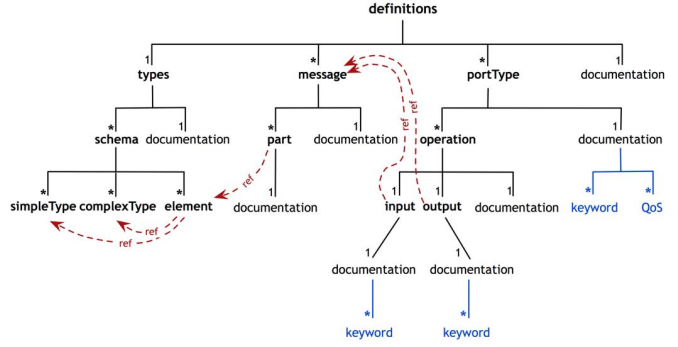 definitions
1 * * 1
types message portType documentation
* 1 * 1 * 1
schema documentation part documentation operation documentation
ref ref
* * * ref 1 1 1 1 * *
simpleType complexType element documentation input output documentation keyword QoS
ref
ref
1 1
documentation documentation
* *
keyword keyword